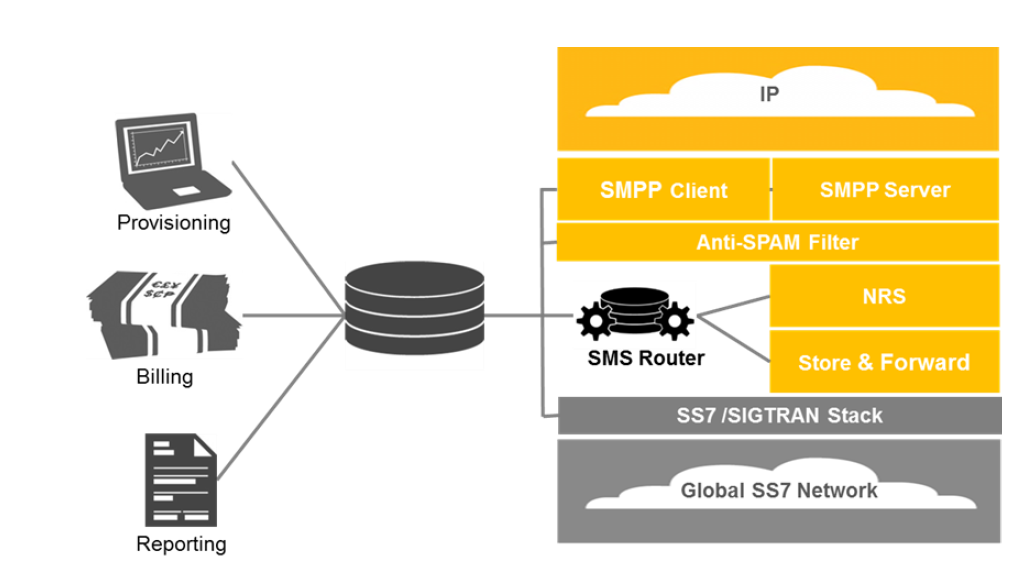 IP
SMPP Client
SMPP Server
Anti-SPAM Filter
NRS
SMS Router
Store & Forward
SS7 /SIGTRAN Stack
Global SS7 Network
Provisioning
Billing
Reporting